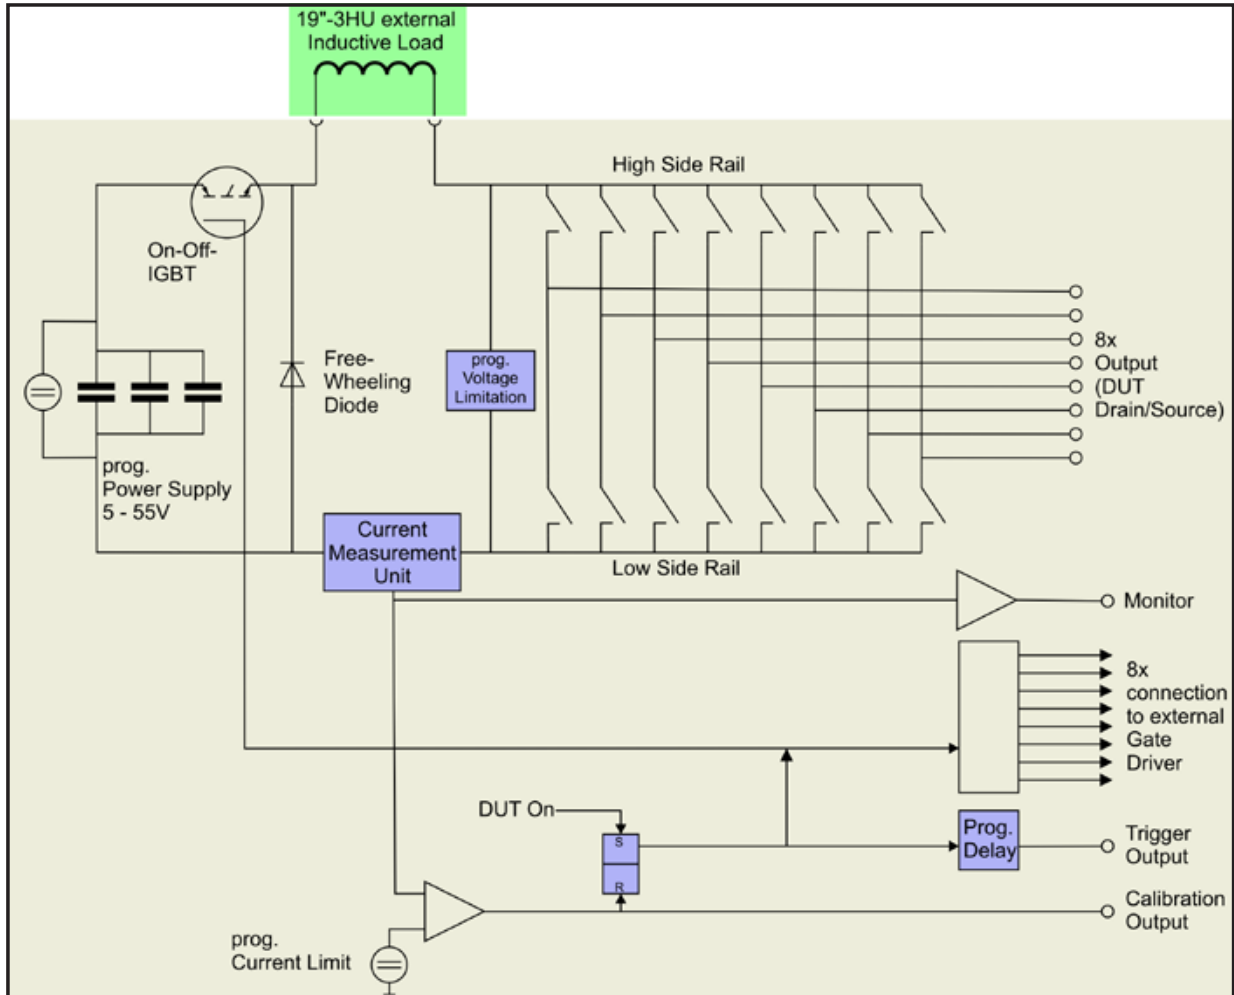 19"-3HU external
Inductive Load
High Side Rail
On-Off-
IGBT
Free-
Wheeling
Diode
prog.
Voltage
Limitation
8x
Output
(DUT
Drain/Source)
prog.
Power Supply
5 - 55V
Current
Measurement
Unit
Low Side Rail
Monitor
8x
connection
to external
Gate
Driver
DUT On
S
R
Prog.
Delay
Trigger
Output
Calibration
Output
prog.
Current Limit